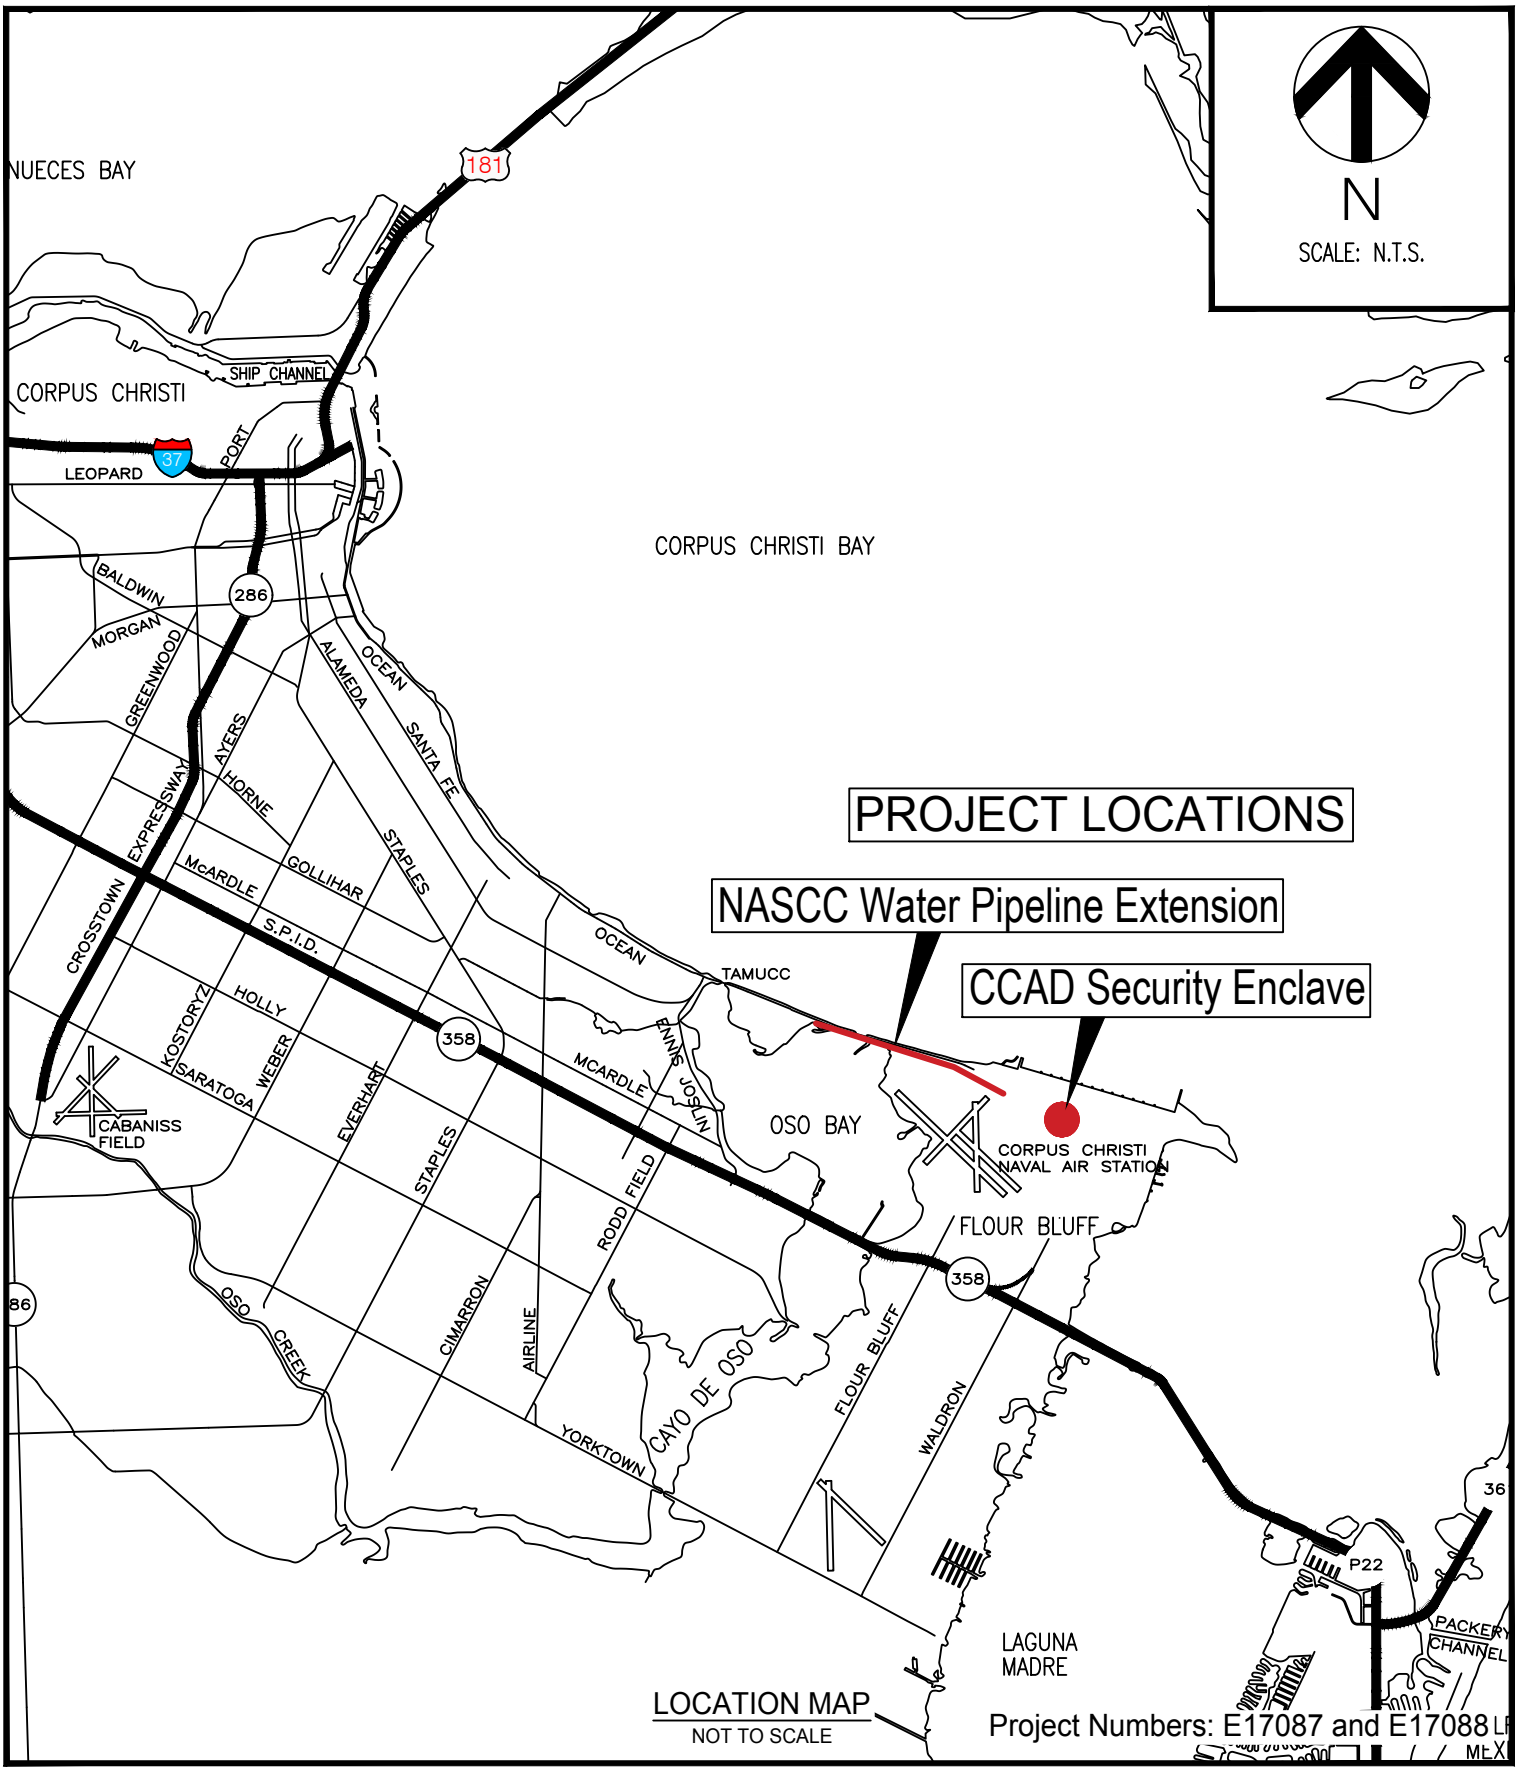 N
SCALE: N.T.S.
NUECES BAY
181
SHIP CHANNEL
CORPUS CHRISTI
37
PORT
LEOPARD
CORPUS CHRISTI BAY
BALDWIN
286
MORGAN
GREENWOOD
ALAMEDA
OCEAN
SANTA FE
AYERS
HORNE
EXPRESSWAY
CROSSTOWN
STAPLES
GOLLIHAR
McARDLE
S.P.I.D.
PROJECT LOCATIONS
NASCC Water Pipeline Extension
CCAD Security Enclave
OCEAN
TAMUCC
KOSTORYZ
HOLLY
WEBER
SARATOGA
EVERHART
358
MCARDLE
ENNIS JOSLIN
CABANISS
FIELD
OSO BAY
CORPUS CHRISTI
NAVAL AIR STATION
STAPLES
RODD FIELD
FLOUR BLUFF
358
86
OSO
CREEK
CIMARRON
AIRLINE
CAYO DE OSO
FLOUR BLUFF
WALDRON
YORKTOWN
36
P22
PACKERY
CHANNEL
LAGUNA
MADRE
LOCATION MAP
NOT TO SCALE
Project Numbers: E17087 and E17088